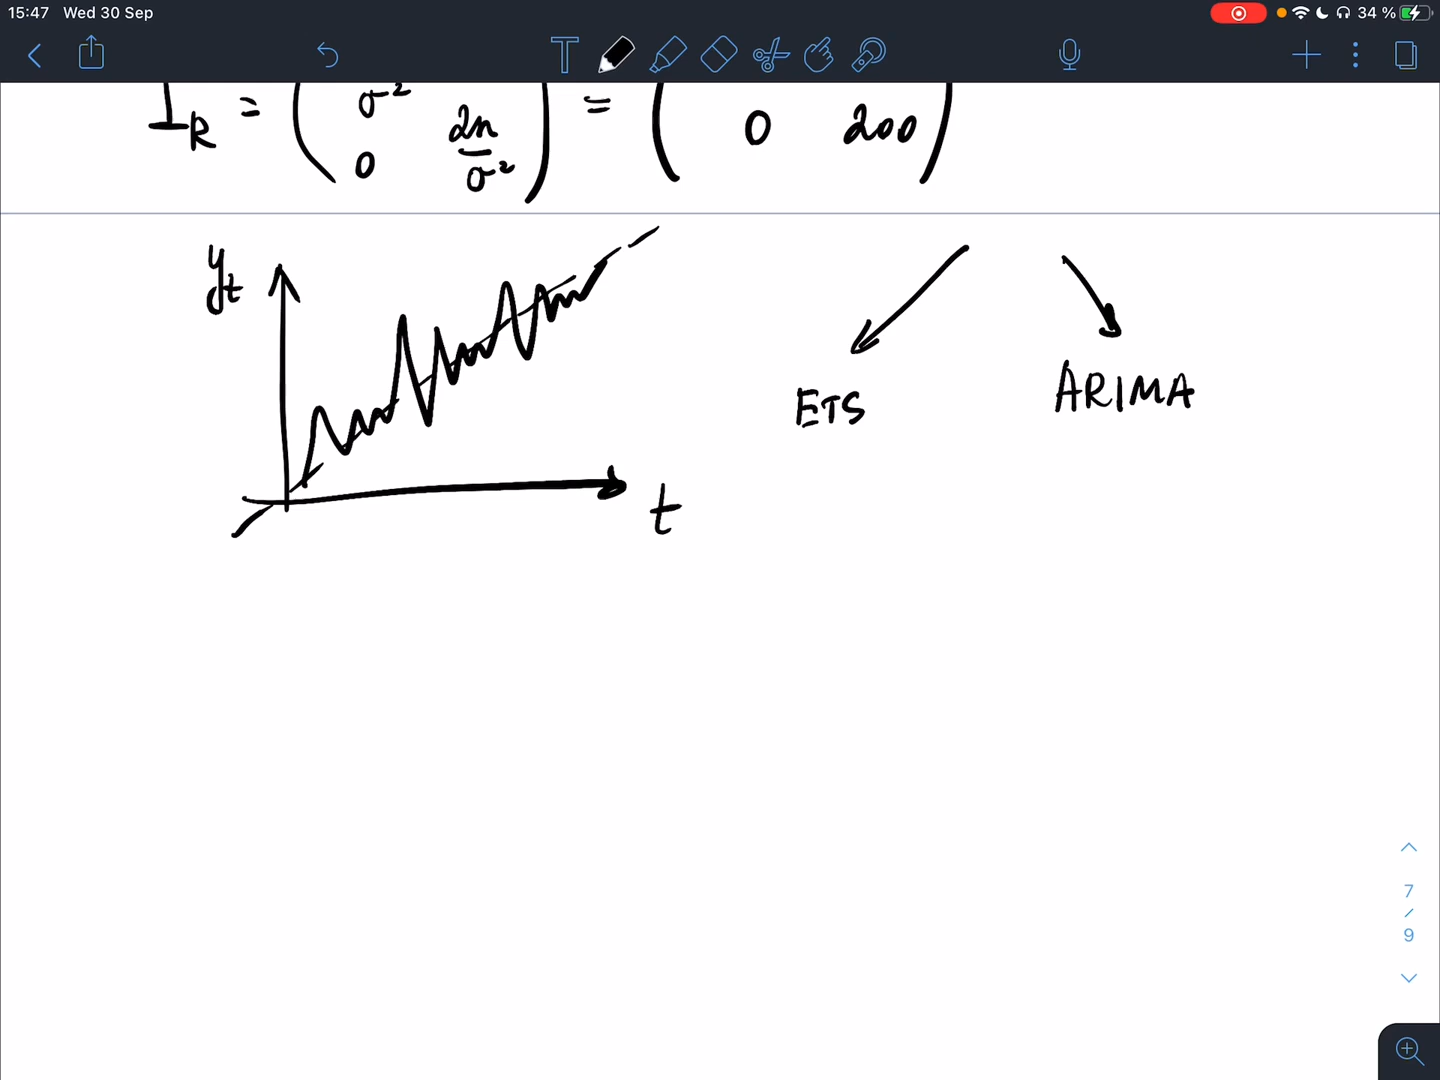 15:47 Wed 30 Sep 34 %
T
I_R = ( σ² 0 2n/σ² ) = ( 0 200 )
y_t
t
ETS
ARIMA
7
/
9